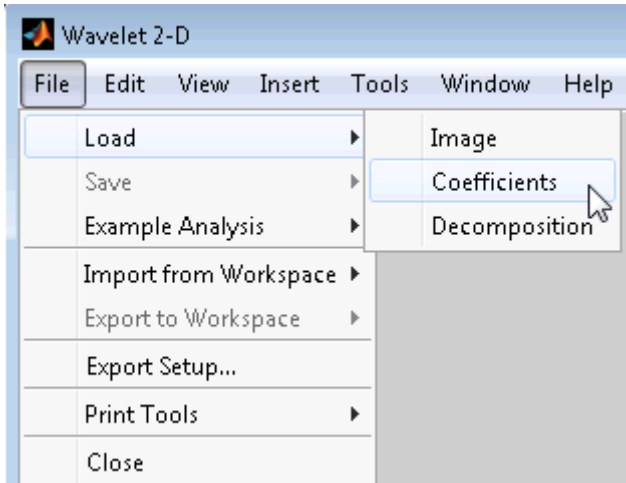 Wavelet 2-D
File Edit View Insert Tools Window Help
Load Image
Save Coefficients
Example Analysis Decomposition
Import from Workspace
Export to Workspace
Export Setup...
Print Tools
Close